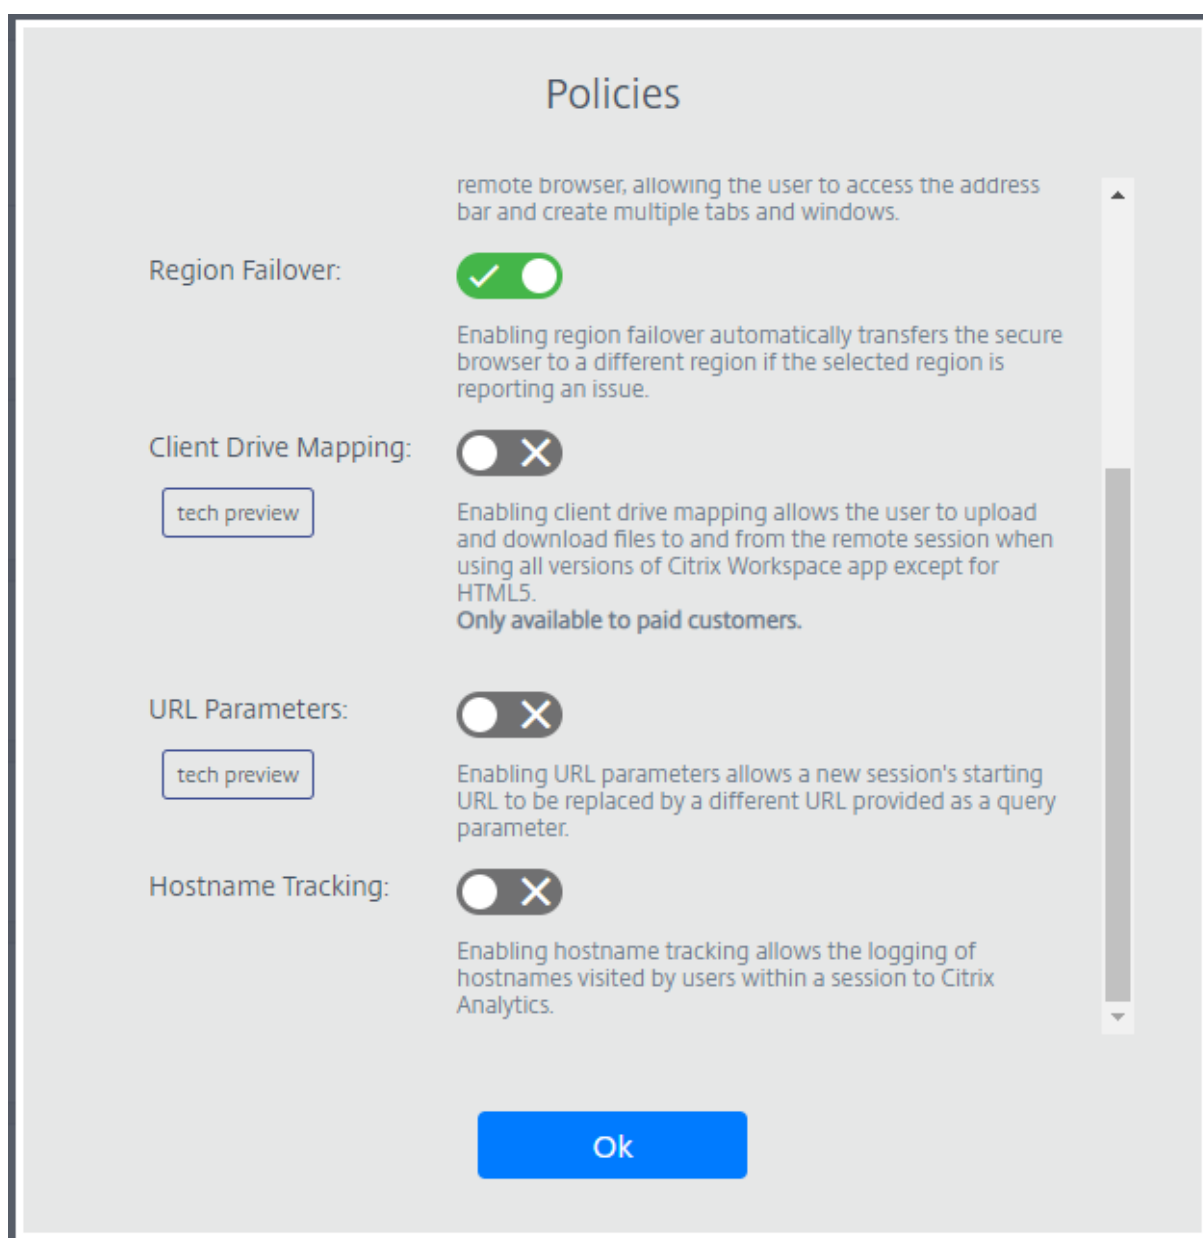 Policies
remote browser, allowing the user to access the address
bar and create multiple tabs and windows.
Region Failover:
Enabling region failover automatically transfers the secure
browser to a different region if the selected region is
reporting an issue.
Client Drive Mapping:
tech preview
Enabling client drive mapping allows the user to upload
and download files to and from the remote session when
using all versions of Citrix Workspace app except for
HTML5.
Only available to paid customers.
URL Parameters:
tech preview
Enabling URL parameters allows a new session's starting
URL to be replaced by a different URL provided as a query
parameter.
Hostname Tracking:
Enabling hostname tracking allows the logging of
hostnames visited by users within a session to Citrix
Analytics.
Ok